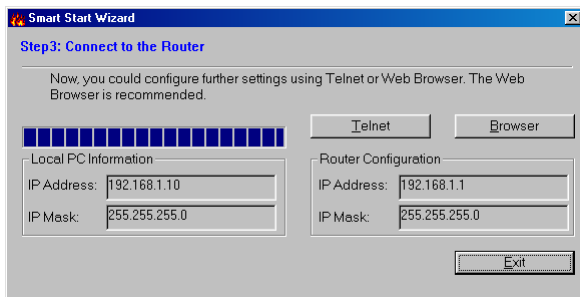 Smart Start Wizard
Step3: Connect to the Router
Now, you could configure further settings using Telnet or Web Browser. The Web
Browser is recommended.
Telnet
Browser
Local PC Information
IP Address: 192.168.1.10
IP Mask: 255.255.255.0
Router Configuration
IP Address: 192.168.1.1
IP Mask: 255.255.255.0
Exit